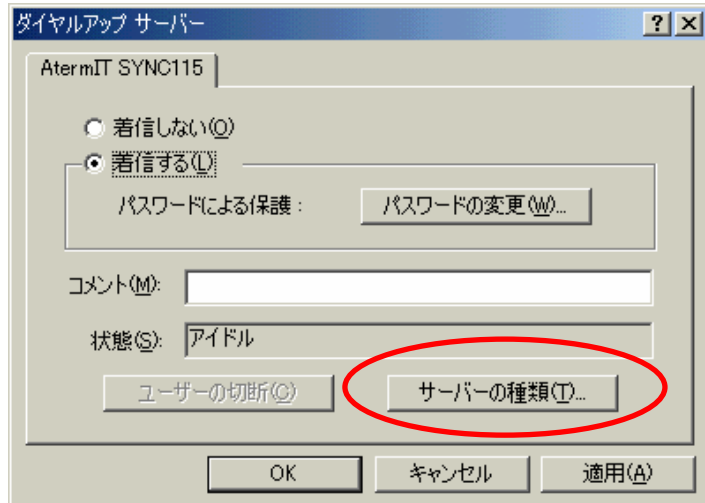 ダイヤルアップ サーバー
AtermIT SYNC115
着信しない(O)
着信する(L)
パスワードによる保護 : パスワードの変更(W)...
コメント(M):
状態(S): アイドル
ユーザーの切断(C) サーバーの種類(T)...
OK キャンセル 適用(A)